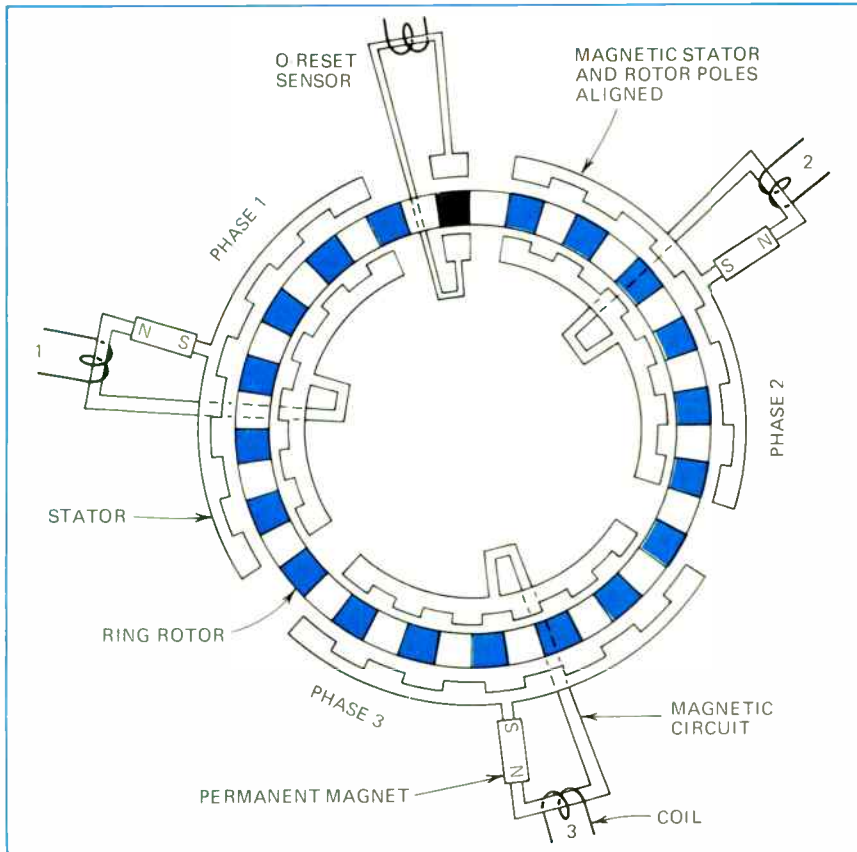 O RESET
SENSOR
MAGNETIC STATOR
AND ROTOR POLES
ALIGNED
2
PHASE 1
S N
N S
1
PHASE 2
STATOR
RING ROTOR
PHASE 3
MAGNETIC
CIRCUIT
S
N
PERMANENT MAGNET
COIL
3